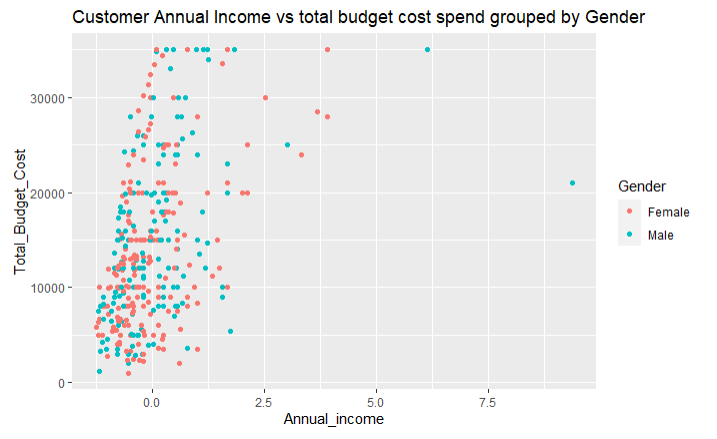 Customer Annual Income vs total budget cost spend grouped by Gender
Total_Budget_Cost
30000
20000
10000
0
0.0 2.5 5.0 7.5
Annual_income
Gender
Female
Male